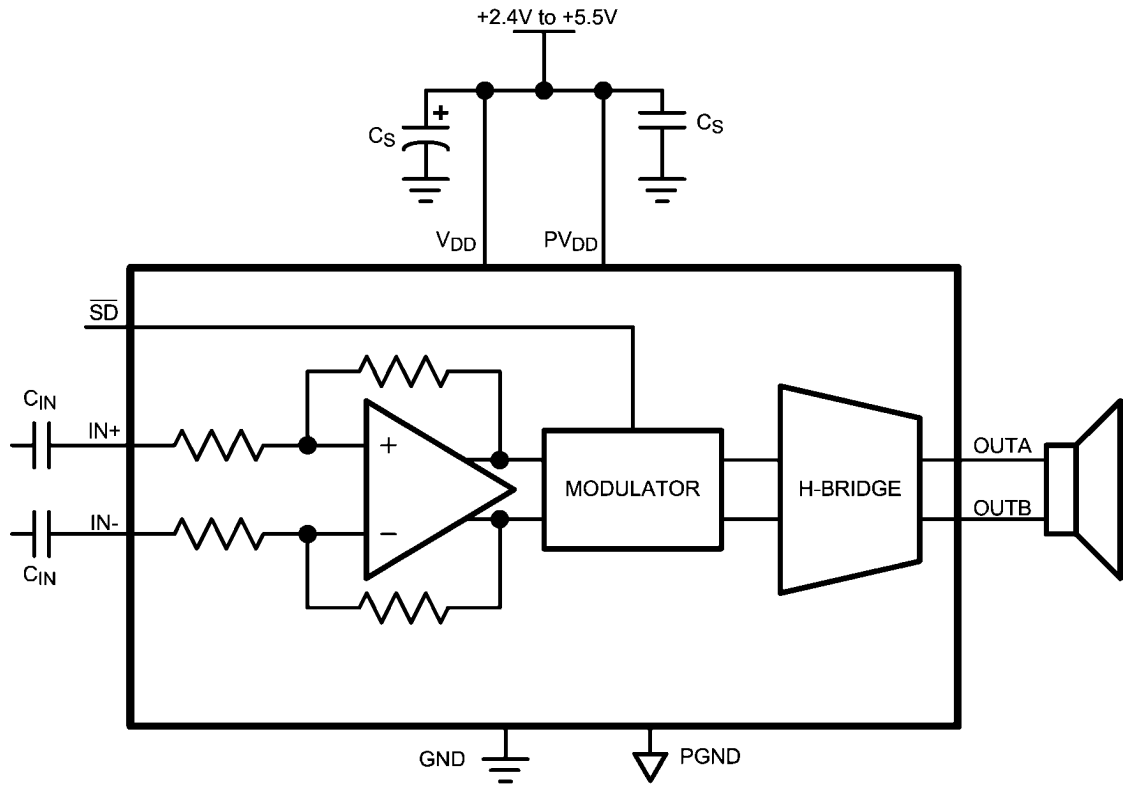 +2.4V to +5.5V
+
CS
CS
VDD
PVDD
SD
CIN
IN+
+
OUTA
MODULATOR
H-BRIDGE
OUTB
IN-
−
CIN
GND
PGND